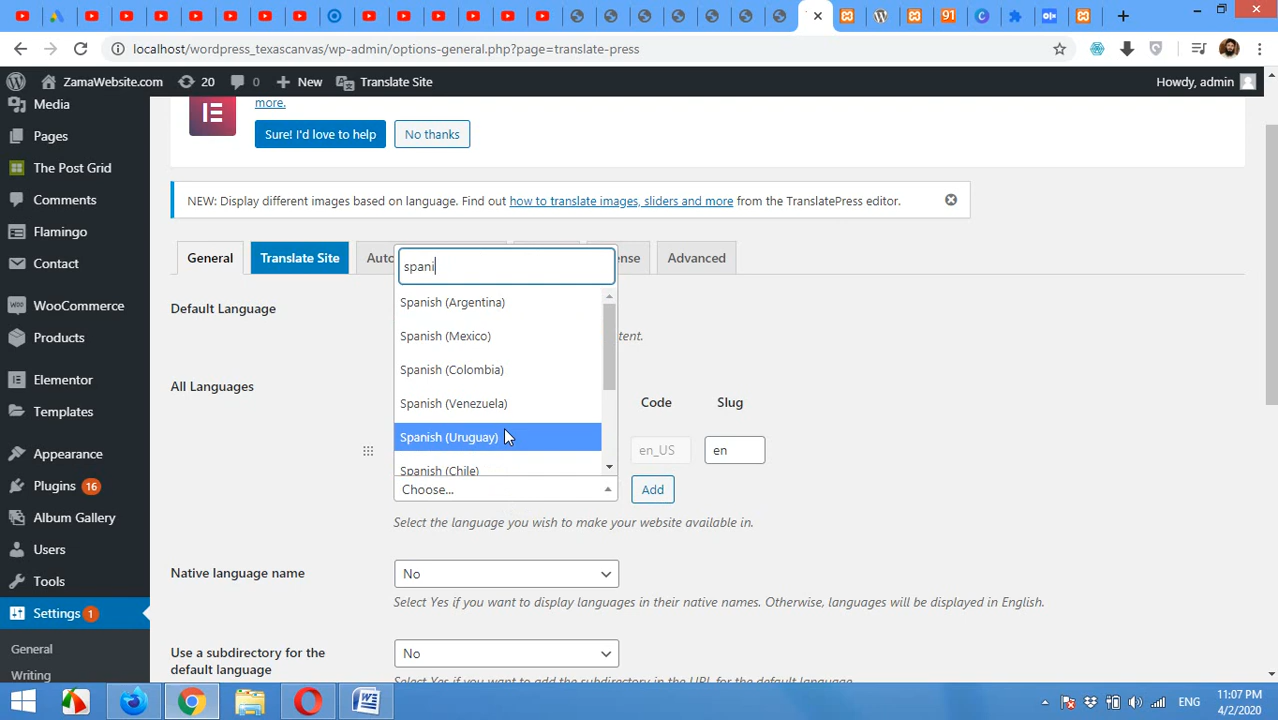 91
localhost/wordpress_texascanvas/wp-admin/options-general.php?page=translate-press
ZamaWebsite.com 20 0 New Translate Site Howdy, admin
Media
Pages
The Post Grid
Comments
Flamingo
Contact
WooCommerce
Products
Elementor
Templates
Appearance
Plugins 16
Album Gallery
Users
Tools
Settings 1
General
Writing
more.
Sure! I'd love to help No thanks
NEW: Display different images based on language. Find out how to translate images, sliders and more from the TranslatePress editor.
General Translate Site Auto ense Advanced
spani
Spanish (Argentina)
Spanish (Mexico)
Spanish (Colombia)
Spanish (Venezuela)
Spanish (Uruguay)
Spanish (Chile)
Default Language
tent.
All Languages
Code Slug
en_US en
Choose... Add
Select the language you wish to make your website available in.
Native language name No
Select Yes if you want to display languages in their native names. Otherwise, languages will be displayed in English.
Use a subdirectory for the default language No
Select Yes if you want to add the subdirectory in the URL for the default language.
ENG
11:07 PM
4/2/2020